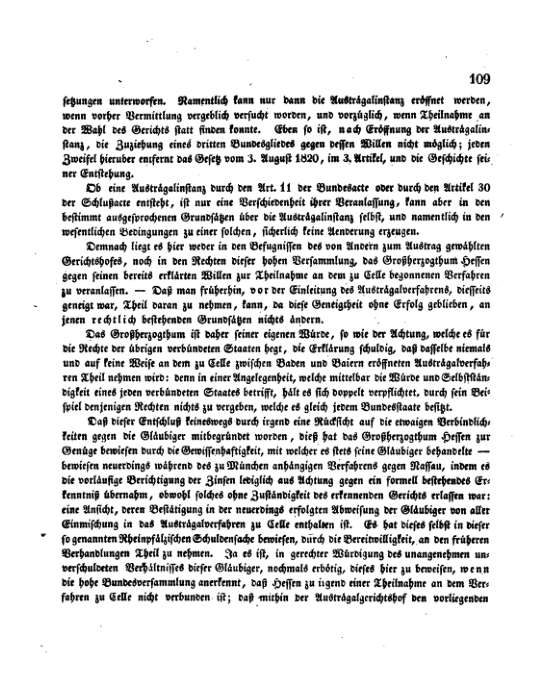 109
setzungen unterworfen. Namentlich kann nur dann die Austrägalinstanz eröffnet werden,
wenn vorher Vermittlung vergeblich versucht worden, und vorzüglich, wenn Theilnahme an
der Wahl des Gerichts statt finden konnte. Eben so ist, nach Eröffnung der Austrägalin-
stanz, die Zuziehung eines dritten Bundesgliedes gegen dessen Willen nicht möglich; jeden
Zweifel hieruber entfernt das Gesetz vom 3. August 1820, im 3. Artikel, und die Geschichte sei-
ner Entstehung.
Ob eine Austrägalinstanz durch den Art. 11 der Bundesacte oder durch den Artikel 30
der Schlußacte entsteht, ist nur eine Verschiedenheit ihrer Veranlassung, kann aber in den
bestimmt ausgesprochenen Grundsätzen über die Austrägalinstanz selbst, und namentlich in den
wesentlichen Bedingungen zu einer solchen, sicherlich keine Aenderung erzeugen.
Demnach liegt es hier weder in den Befugnissen des von Andern zum Austrag gewählten
Gerichtshofes, noch in den Rechten dieser hohen Versammlung, das Großherzogthum Hessen
gegen seinen bereits erklärten Willen zur Theilnahme an dem zu Celle begonnenen Verfahren
zu veranlassen. — Daß man früherhin, vor der Einleitung des Austrägalverfahrens, diesseits
geneigt war, Theil daran zu nehmen, kann, da diese Geneigtheit ohne Erfolg geblieben, an
jenen rechtlich bestehenden Grundsätzen nichts ändern.
Das Großherzogthum ist daher seiner eigenen Würde, so wie der Achtung, welche es für
die Rechte der übrigen verbündeten Staaten hegt, die Erklärung schuldig, daß dasselbe niemals
und auf keine Weise an dem zu Celle zwischen Baden und Baiern eröffneten Austrägalverfah-
ren Theil nehmen wird: denn in einer Angelegenheit, welche mittelbar die Würde und Selbststän-
digkeit eines jeden verbündeten Staates betrifft, hält es sich doppelt verpflichtet, durch sein Bei-
spiel denjenigen Rechten nichts zu vergeben, welche es gleich jedem Bundesstaate besitzt.
Daß dieser Entschluß keineswegs durch irgend eine Rücksicht auf die etwaigen Verbindlich-
keiten gegen die Gläubiger mitbegründet worden, dieß hat das Großherzogthum Hessen zur
Genüge bewiesen durch die Gewissenhaftigkeit, mit welcher es stets seine Gläubiger behandelte —
bewiesen neuerdings während des zu München anhängigen Verfahrens gegen Nassau, indem es
die vorläufige Berichtigung der Zinsen lediglich aus Achtung gegen ein formell bestehendes Er-
kenntniß übernahm, obwohl solches ohne Zuständigkeit des erkennenden Gerichts erlassen war:
eine Ansicht, deren Bestätigung in der neuerdings erfolgten Abweisung der Gläubiger von aller
Einmischung in das Austrägalverfahren zu Celle enthalten ist. Es hat dieses selbst in dieser
so genannten Rheinpfälzischen Schuldensache bewiesen, durch die Bereitwilligkeit, an den früheren
Verhandlungen Theil zu nehmen. Ja es ist, in gerechter Würdigung des unangenehmen un-
verschuldeten Verhältnisses dieser Gläubiger, nochmals erbötig, dieses hier zu beweisen, wenn
die hohe Bundesversammlung anerkennt, daß Hessen zu irgend einer Theilnahme an dem Ver-
fahren zu Celle nicht verbunden ist; daß mithin der Austrägalgerichtshof den vorliegenden